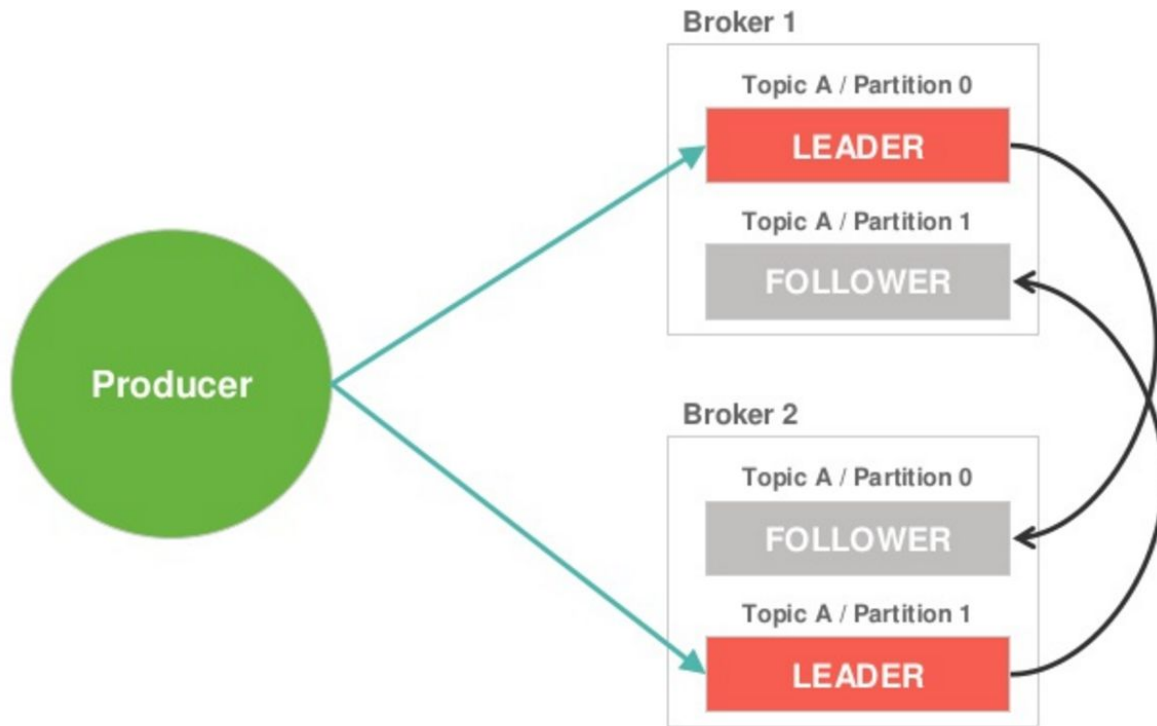 Broker 1
Topic A / Partition 0
LEADER
Topic A / Partition 1
FOLLOWER
Producer
Broker 2
Topic A / Partition 0
FOLLOWER
Topic A / Partition 1
LEADER